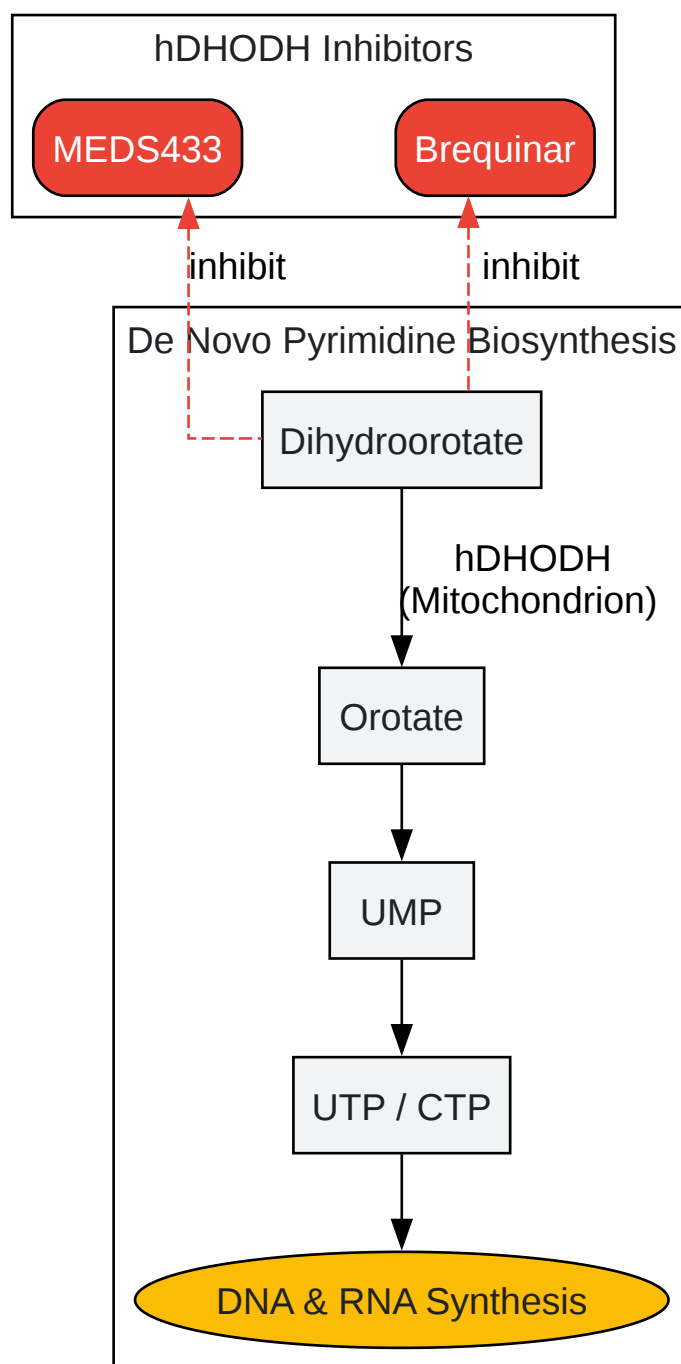 hDHODH Inhibitors
MEDS433
Brequinar
inhibit
inhibit
De Novo Pyrimidine Biosynthesis
Dihydroorotate
hDHODH
(Mitochondrion)
Orotate
UMP
UTP / CTP
DNA & RNA Synthesis